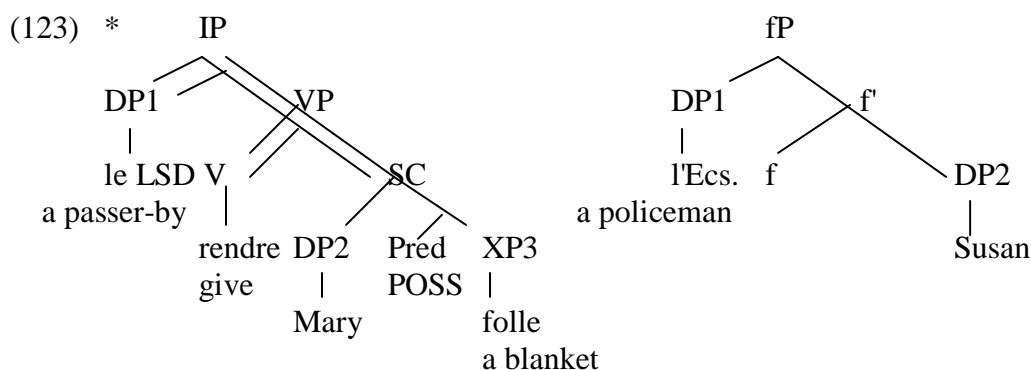 (123) * IP fP
DP1 VP DP1 f'
le LSD V SC l'Ecs. f DP2
a passer-by a policeman
rendre DP2 Pred XP3 Susan
give POSS
Mary folle
a blanket